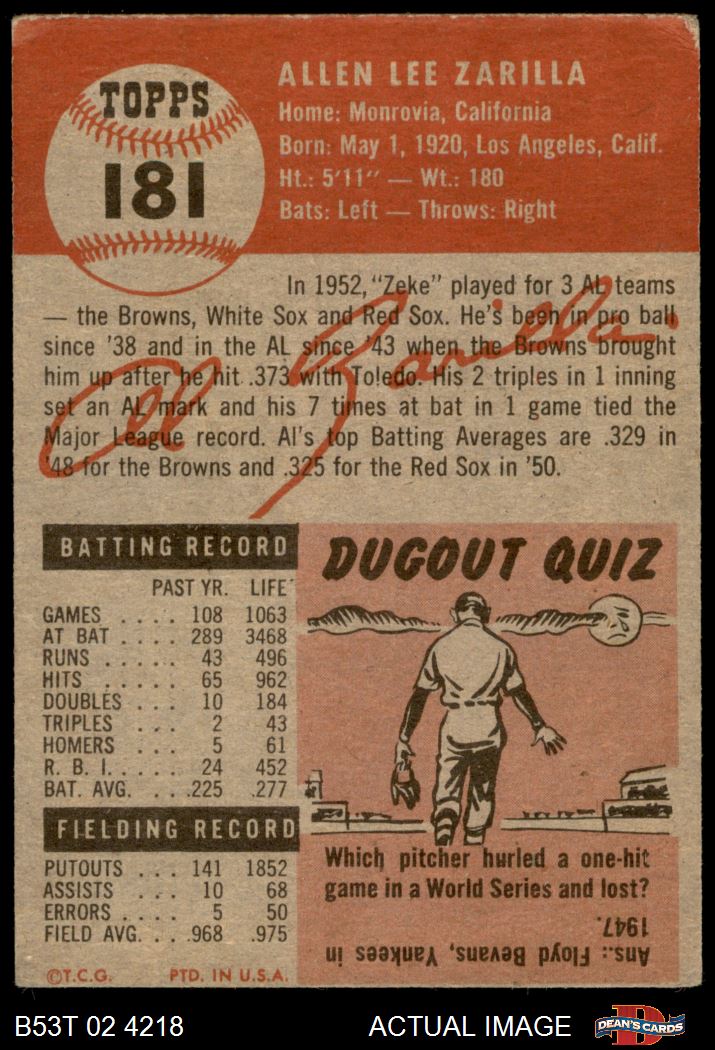 TOPPS
181
ALLEN LEE ZARILLA
Home: Monrovia, California
Born: May 1, 1920, Los Angeles, Calif.
Ht.: 5'11" — Wt.: 180
Bats: Left — Throws: Right
In 1952, "Zeke" played for 3 AL teams
— the Browns, White Sox and Red Sox. He's been in pro ball
since '38 and in the AL since '43 when the Browns brought
him up after he hit .373 with Toledo. His 2 triples in 1 inning
set an AL mark and his 7 times at bat in 1 game tied the
Major League record. Al's top Batting Averages are .329 in
'48 for the Browns and .325 for the Red Sox in '50.
Al Zarilla
BATTING RECORD
PAST YR. LIFE
GAMES .... 108 1063
AT BAT .... 289 3468
RUNS ..... 43 496
HITS ..... 65 962
DOUBLES .... 10 184
TRIPLES .... 2 43
HOMERS .... 5 61
R. B. I. .... 24 452
BAT. AVG. ... .225 .277
FIELDING RECORD
PUTOUTS ... 141 1852
ASSISTS ... 10 68
ERRORS .... 5 50
FIELD AVG. ... .968 .975
©T.C.G. PTD. IN U.S.A.
DUGOUT QUIZ
Which pitcher hurled a one-hit
game in a World Series and lost?
Ans.: Floyd Bevans, Yankees in
1947.
B53T 02 4218
ACTUAL IMAGE
D
DEAN'S CARDS